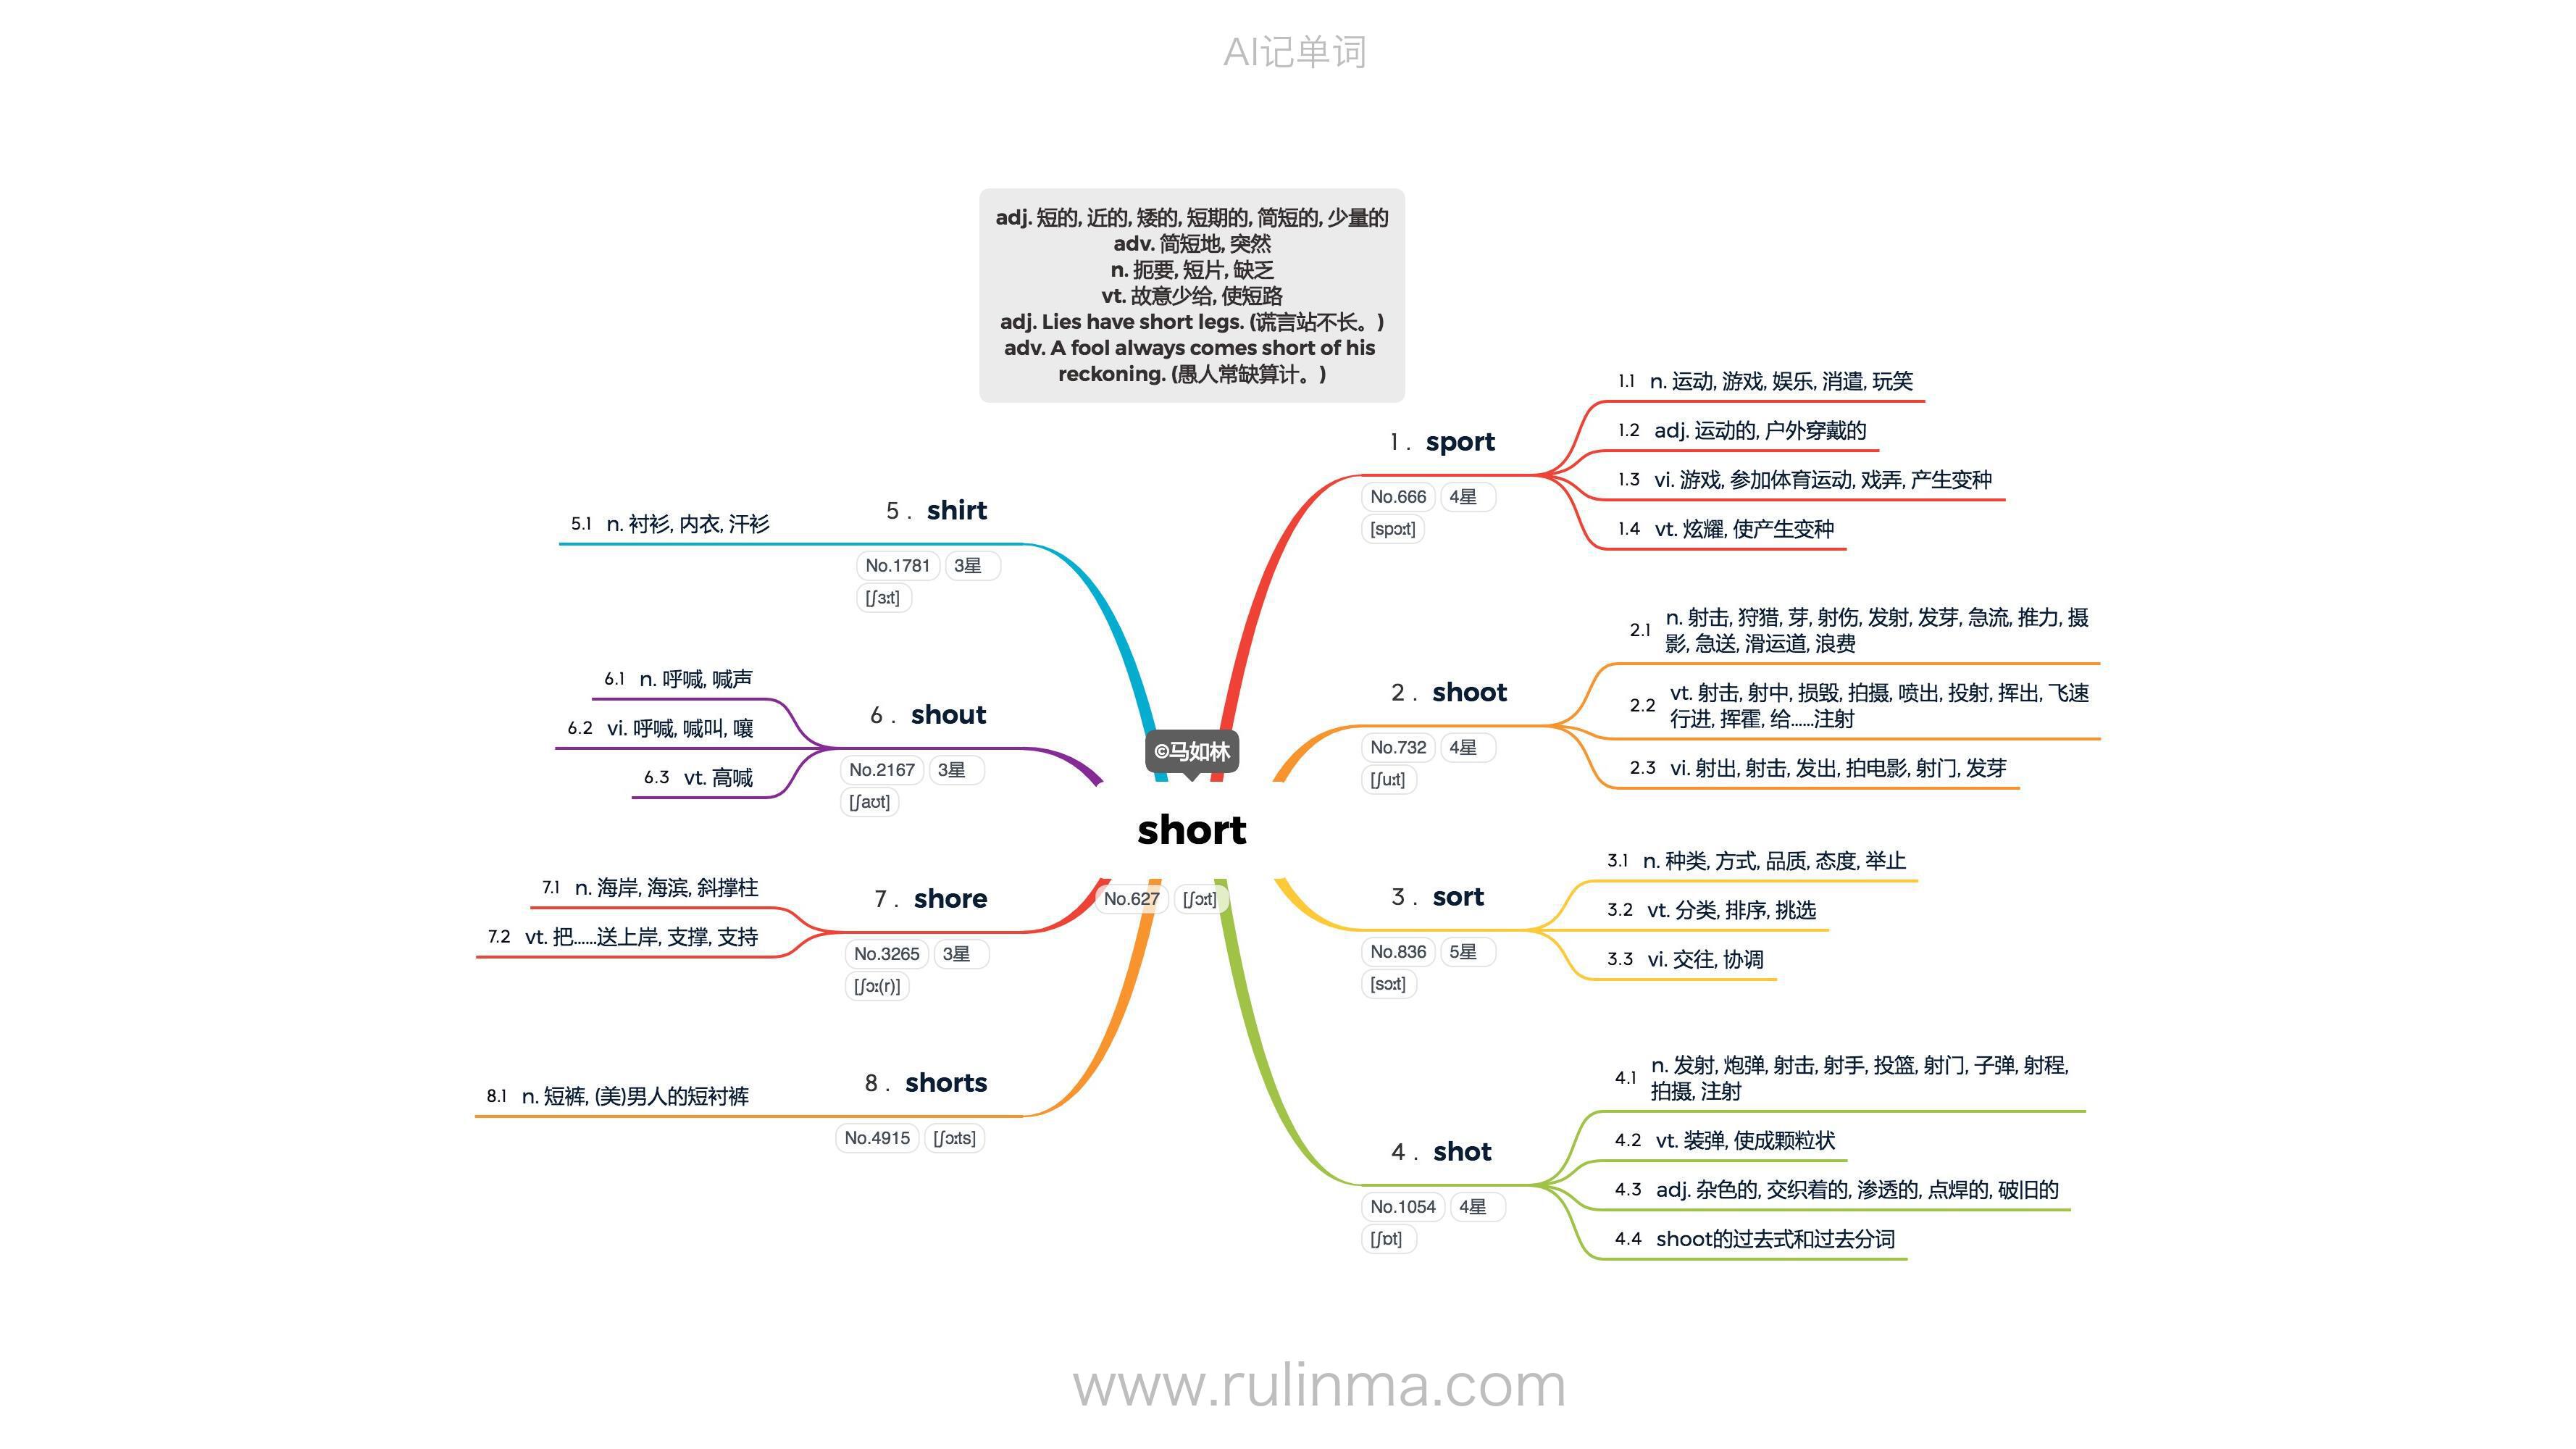 AI记单词
adj. 短的, 近的, 矮的, 短期的, 简短的, 少量的
adv. 简短地, 突然
n. 扼要, 短片, 缺乏
vt. 故意少给, 使短路
adj. Lies have short legs. (谎言站不长。)
adv. A fool always comes short of his
reckoning. (愚人常缺算计。)
©马如林
short
No.627 [ʃɔːt]
1 . sport
No.666 4星
[spɔːt]
1.1 n. 运动, 游戏, 娱乐, 消遣, 玩笑
1.2 adj. 运动的, 户外穿戴的
1.3 vi. 游戏, 参加体育运动, 戏弄, 产生变种
1.4 vt. 炫耀, 使产生变种
2 . shoot
No.732 4星
[ʃuːt]
2.1 n. 射击, 狩猎, 芽, 射伤, 发射, 发芽, 急流, 推力, 摄
影, 急送, 滑运道, 浪费
2.2 vt. 射击, 射中, 损毁, 拍摄, 喷出, 投射, 挥出, 飞速
行进, 挥霍, 给......注射
2.3 vi. 射出, 射击, 发出, 拍电影, 射门, 发芽
3 . sort
No.836 5星
[sɔːt]
3.1 n. 种类, 方式, 品质, 态度, 举止
3.2 vt. 分类, 排序, 挑选
3.3 vi. 交往, 协调
4 . shot
No.1054 4星
[ʃɒt]
4.1 n. 发射, 炮弹, 射击, 射手, 投篮, 射门, 子弹, 射程,
拍摄, 注射
4.2 vt. 装弹, 使成颗粒状
4.3 adj. 杂色的, 交织着的, 渗透的, 点焊的, 破旧的
4.4 shoot的过去式和过去分词
5 . shirt
No.1781 3星
[ʃɜːt]
5.1 n. 衬衫, 内衣, 汗衫
6 . shout
No.2167 3星
[ʃaʊt]
6.1 n. 呼喊, 喊声
6.2 vi. 呼喊, 喊叫, 嚷
6.3 vt. 高喊
7 . shore
No.3265 3星
[ʃɔː(r)]
7.1 n. 海岸, 海滨, 斜撑柱
7.2 vt. 把......送上岸, 支撑, 支持
8 . shorts
No.4915 [ʃɔːts]
8.1 n. 短裤, (美)男人的短衬裤
www.rulinma.com